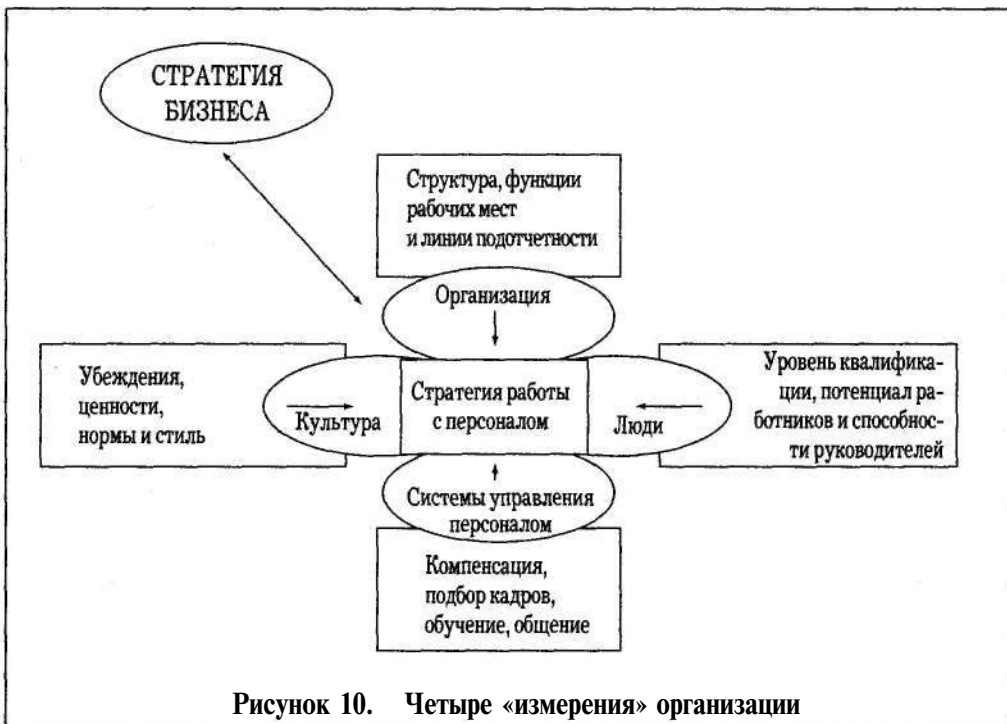 СТРАТЕГИЯ
БИЗНЕСА
Структура, функции
рабочих мест
и линии подотчетности
Организация
Убеждения,
ценности,
нормы и стиль
Культура
Стратегия работы
с персоналом
Люди
Уровень квалифика-
ции, потенциал ра-
ботников и способнос-
ти руководителей
Системы управления
персоналом
Компенсация,
подбор кадров,
обучение, общение
Рисунок 10. Четыре «измерения» организации